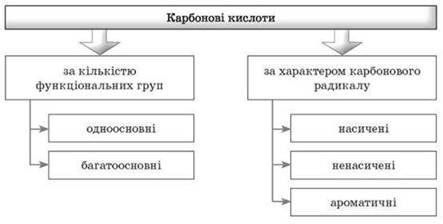 Карбонові кислоти
за кількістю
функціональних груп
одноосновні
багатоосновні
за характером карбонового
радикалу
насичені
ненасичені
ароматичні